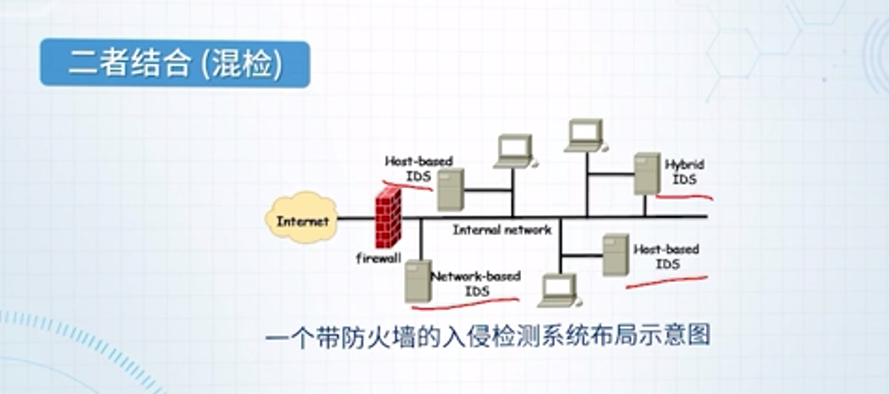 二者结合 (混检)
Host-based
IDS
Hybrid
IDS
Internet
Internal network
firewall
Network-based
IDS
Host-based
IDS
一个带防火墙的入侵检测系统布局示意图